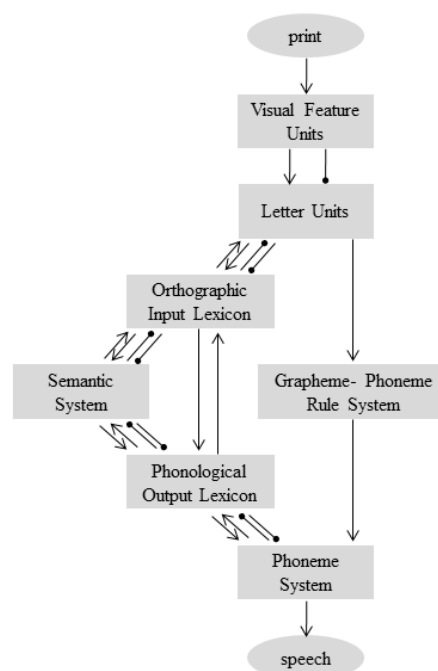 print
Visual Feature
Units
Letter Units
Orthographic
Input Lexicon
Semantic
System
Grapheme- Phoneme
Rule System
Phonological
Output Lexicon
Phoneme
System
speech